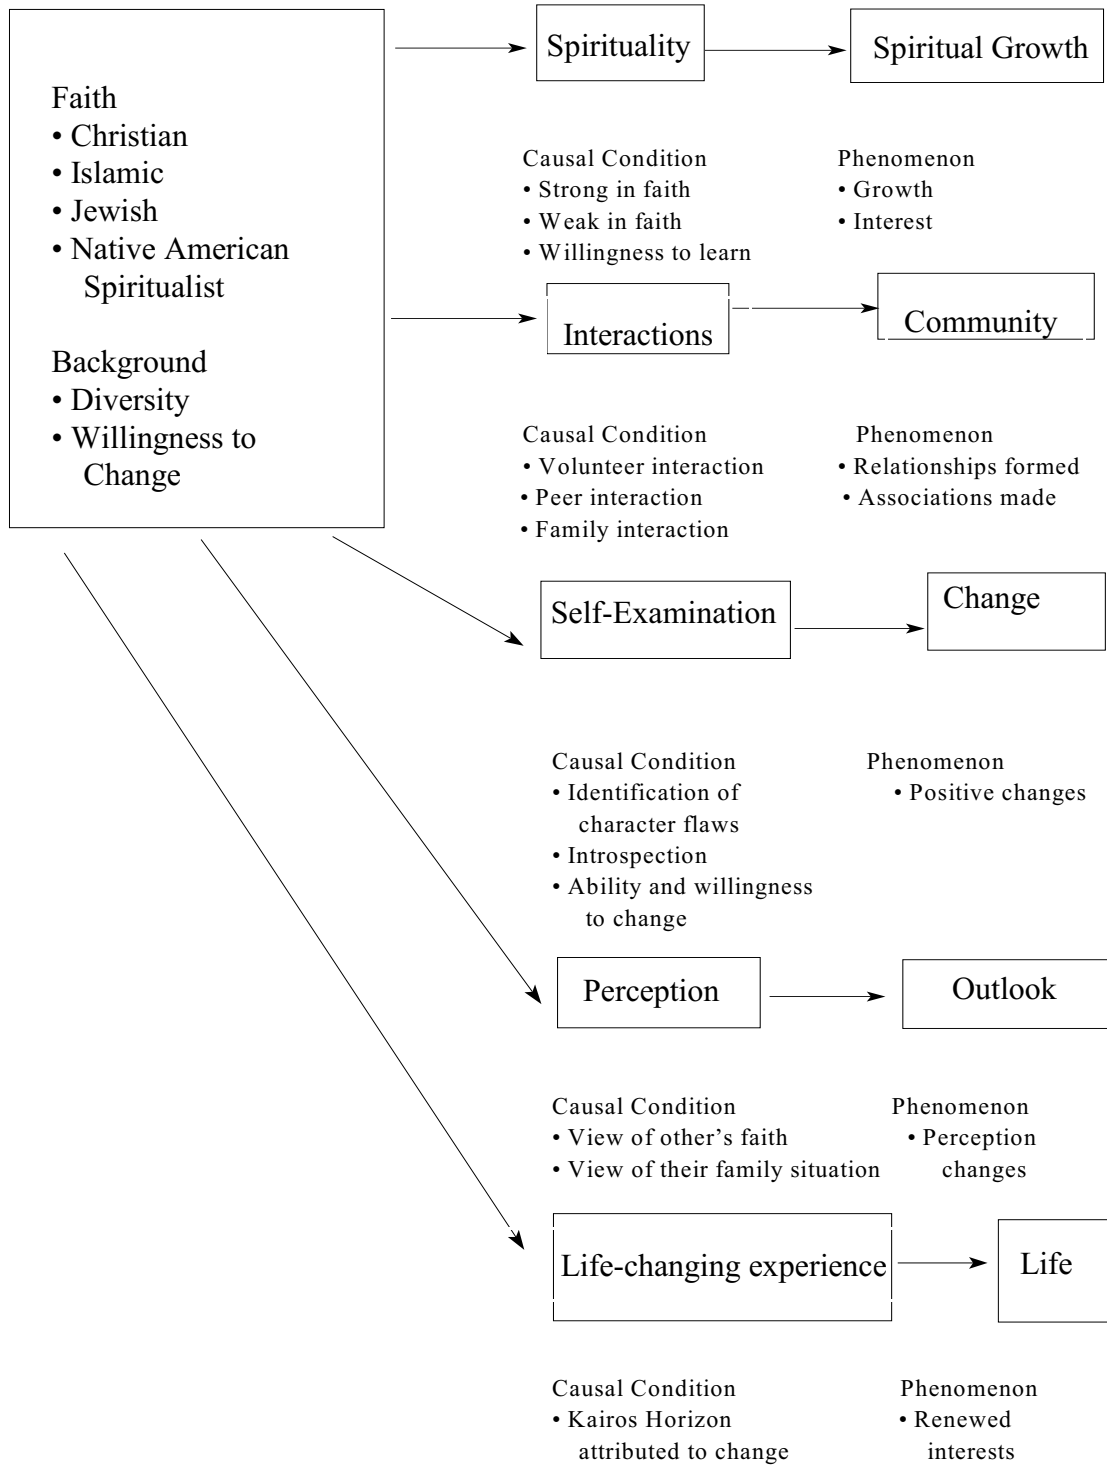 Faith
• Christian
• Islamic
• Jewish
• Native American
Spiritualist
Background
• Diversity
• Willingness to
Change
Spirituality
Spiritual Growth
Causal Condition
• Strong in faith
• Weak in faith
• Willingness to learn
Phenomenon
• Growth
• Interest
Interactions
Community
Causal Condition
• Volunteer interaction
• Peer interaction
• Family interaction
Phenomenon
• Relationships formed
• Associations made
Self-Examination
Change
Causal Condition
• Identification of
character flaws
• Introspection
• Ability and willingness
to change
Phenomenon
• Positive changes
Perception
Outlook
Causal Condition
• View of other's faith
• View of their family situation
Phenomenon
• Perception
changes
Life-changing experience
Life
Causal Condition
• Kairos Horizon
attributed to change
Phenomenon
• Renewed
interests